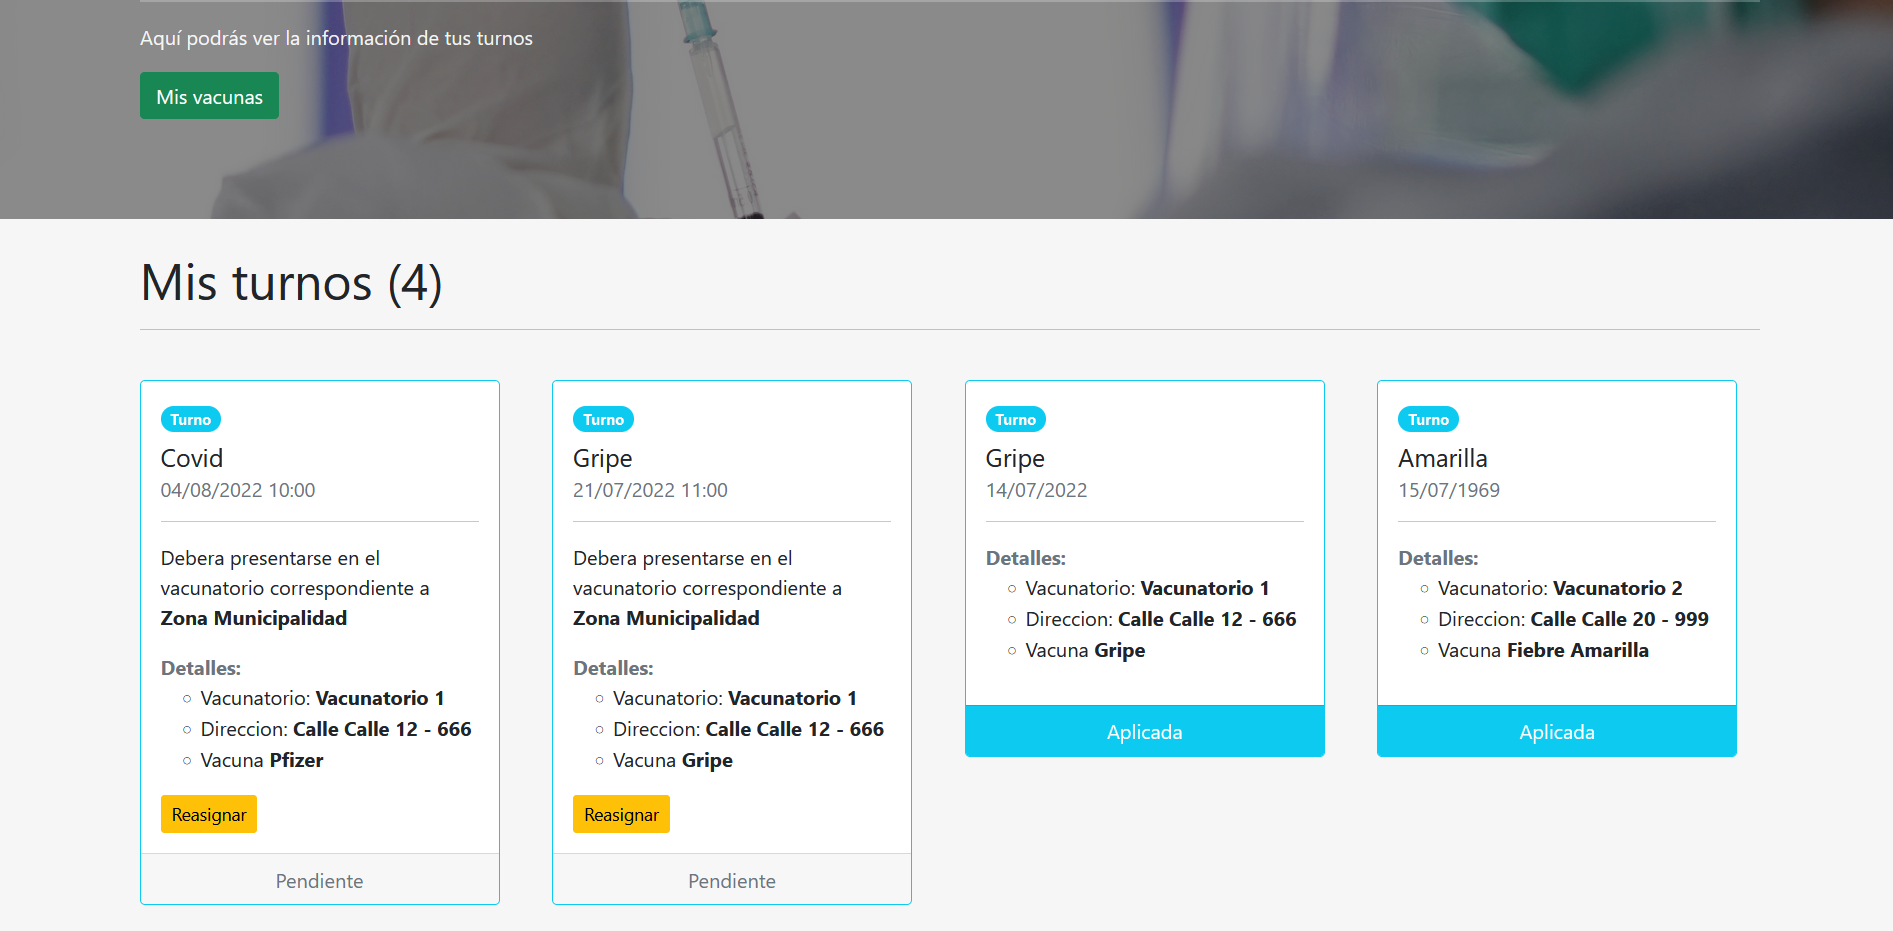 Aquí podrás ver la información de tus turnos
Mis vacunas
Mis turnos (4)
Turno
Covid
04/08/2022 10:00
Debera presentarse en el
vacunatorio correspondiente a
Zona Municipalidad
Detalles:
Vacunatorio: Vacunatorio 1
Direccion: Calle Calle 12 - 666
Vacuna Pfizer
Reasignar
Pendiente
Turno
Gripe
21/07/2022 11:00
Debera presentarse en el
vacunatorio correspondiente a
Zona Municipalidad
Detalles:
Vacunatorio: Vacunatorio 1
Direccion: Calle Calle 12 - 666
Vacuna Gripe
Reasignar
Pendiente
Turno
Gripe
14/07/2022
Detalles:
Vacunatorio: Vacunatorio 1
Direccion: Calle Calle 12 - 666
Vacuna Gripe
Aplicada
Turno
Amarilla
15/07/1969
Detalles:
Vacunatorio: Vacunatorio 2
Direccion: Calle Calle 20 - 999
Vacuna Fiebre Amarilla
Aplicada